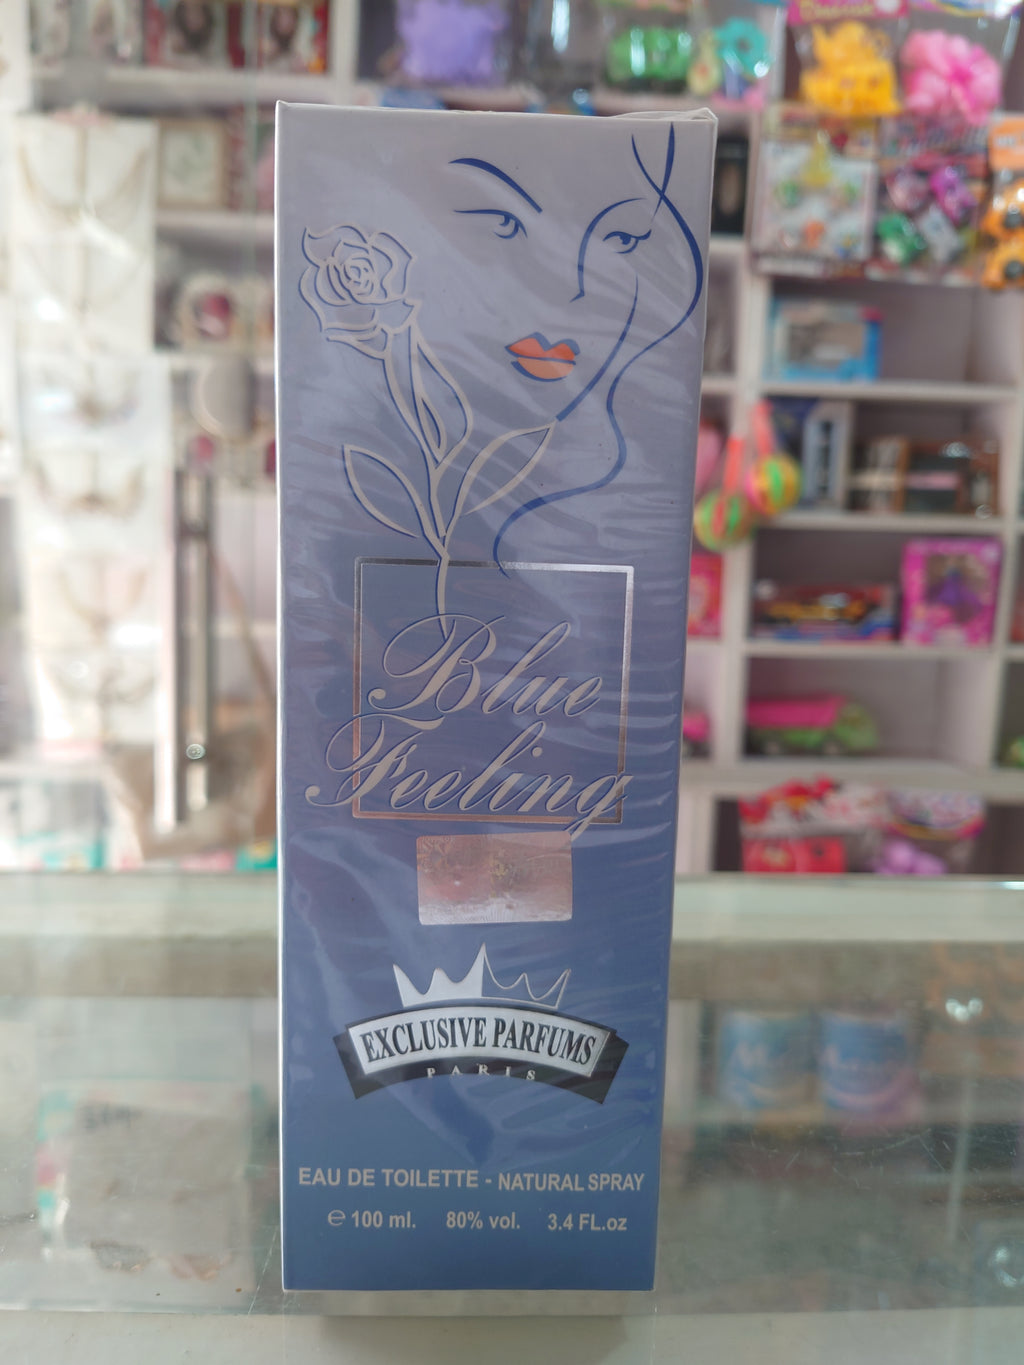 Blue
Feeling
EXCLUSIVE PARFUMS
PARIS
EAU DE TOILETTE - NATURAL SPRAY
℮ 100 ml. 80% vol. 3.4 FL.oz